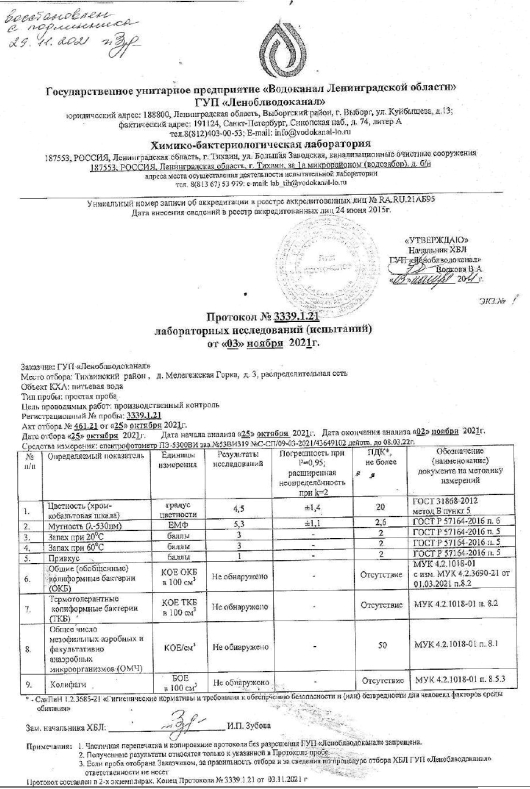 восстановлен
с подлинника
29.11.2021
Государственное унитарное предприятие «Водоканал Ленинградской области»
ГУП «Леноблводоканал»
юридический адрес: 188800, Ленинградская область, Выборгский район, г. Выборг, ул. Куйбышева, д.13;
фактический адрес: 191124, Санкт-Петербург, Синопская наб., д. 74, литер А
тел.8(812)403-00-53; E-mail: info@vodokanal-lo.ru
Химико-бактериологическая лаборатория
187553, РОССИЯ, Ленинградская область, г. Тихвин, ул. Большая Заводская, канализационные очистные сооружения
187553, РОССИЯ, Ленинградская область, г. Тихвин, за 1а микрорайоном (водозабор), д. б/н
адреса места осуществления деятельности испытательной лаборатории
тел. 8(813 67) 53 979; e-mail: lab_tih@vodokanal-lo.ru
Уникальный номер записи об аккредитации в реестре аккредитованных лиц № RA.RU.21АБ95
Дата внесения сведений в реестр аккредитованных лиц 24 июня 2015г.
«УТВЕРЖДАЮ»
Начальник ХБЛ
ГУП «Леноблводоканал»
Волкова В.А.
«03» ноября 2021г.
ЭКЗ.№ 1
Протокол № 3339.1.21
лабораторных исследований (испытаний)
от «03» ноября 2021г.
Заказчик: ГУП «Леноблводоканал»
Место отбора: Тихвинский район, д. Мелегежская Горка, д. 3, распределительная сеть
Объект КХА: питьевая вода
Тип пробы: простая проба
Цель проводимых работ: производственный контроль
Регистрационный № пробы: 3339.1.21
Акт отбора № 461.21 от «25» октября 2021г.
Дата отбора «25» октября 2021г. Дата начала анализа «25» октября 2021г. Дата окончания анализа «02» ноября 2021г.
Средства измерения: спектрофотометр ПЭ-5300ВИ зав.№53ВИ319 №С-СП/09-03-2021/43649102 действ. до 08.03.22г.
№ п/п Определяемый показатель Единицы измерения Результаты исследований Погрешность при Р=0,95; расширенная неопределённость при k=2 ПДК*, не более Обозначение (наименование) документа на методику измерений
1. Цветность (хром-кобальтовая шкала) градус цветности 4,5 ±1,4 20 ГОСТ 31868-2012 метод Б пункт 5
2. Мутность (λ-530нм) ЕМФ 5,3 ±1,1 2,6 ГОСТ Р 57164-2016 п. 6
3. Запах при 20⁰С баллы 3 - 2 ГОСТ Р 57164-2016 п. 5
4. Запах при 60⁰С баллы 3 - 2 ГОСТ Р 57164-2016 п. 5
5. Привкус баллы 1 - 2 ГОСТ Р 57164-2016 п. 5
6. Общие (обобщенные) колиформные бактерии (ОКБ) КОЕ ОКБ в 100 см³ Не обнаружено - Отсутствие МУК 4.2.1018-01 с изм. МУК 4.2.3690-21 от 01.03.2021 п.8.2
7. Термотолерантные колиформные бактерии (ТКБ) КОЕ ТКБ в 100 см³ Не обнаружено - Отсутствие МУК 4.2.1018-01 п. 8.2
8. Общее число мезофильных аэробных и факультативно анаэробных микроорганизмов (ОМЧ) КОЕ/см³ Не обнаружено - 50 МУК 4.2.1018-01 п. 8.1
9. Колифаги БОЕ в 100 см³ Не обнаружено - Отсутствие МУК 4.2.1018-01 п. 8.5.3
* - СанПиН 1.2.3685-21 «Гигиенические нормативы и требования к обеспечению безопасности и (или) безвредности для человека факторов среды обитания»
Зам. начальника ХБЛ: И.П. Зубова
Примечания: 1. Частичная перепечатка и копирование протокола без разрешения ГУП «Леноблводоканал» запрещена.
2. Полученные результаты относятся только к указанной в Протоколе пробе.
3. Если проба отобрана Заказчиком, за правильность отбора и за сведения по процедуре отбора ХБЛ ГУП «Леноблводоканал»
ответственности не несет
Протокол составлен в 2-х экземплярах. Конец Протокола № 3339.1.21 от 03.11.2021 г